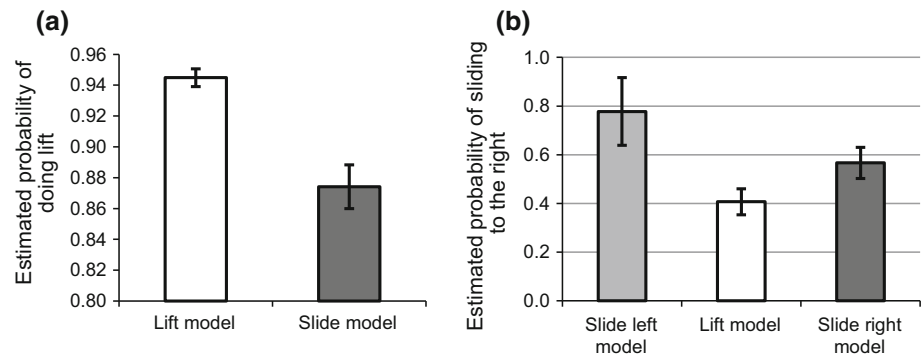 (a)
Estimated probability of
doing lift
0.96
0.94
0.92
0.90
0.88
0.86
0.84
0.82
0.80
Lift model
Slide model
(b)
Estimated probability of sliding
to the right
1.0
0.8
0.6
0.4
0.2
0.0
Slide left
model
Lift model
Slide right
model